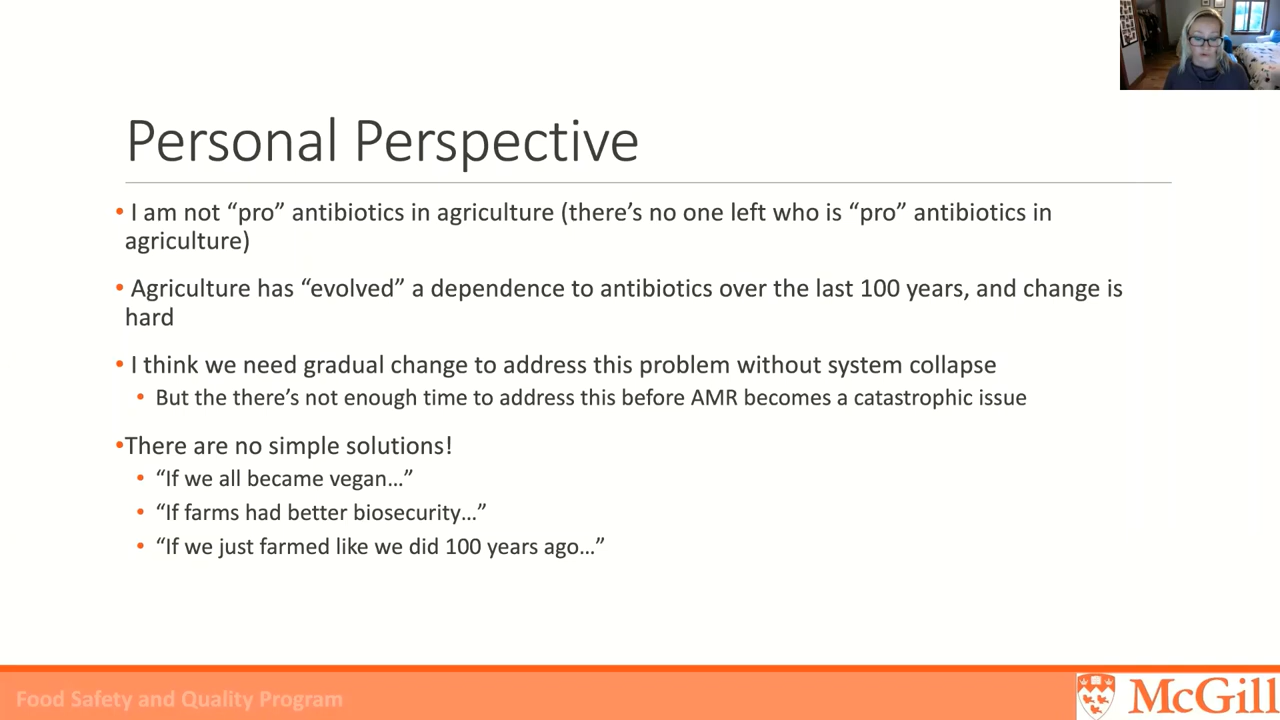 Personal Perspective
• I am not “pro” antibiotics in agriculture (there’s no one left who is “pro” antibiotics in
agriculture)
• Agriculture has “evolved” a dependence to antibiotics over the last 100 years, and change is
hard
• I think we need gradual change to address this problem without system collapse
• But the there’s not enough time to address this before AMR becomes a catastrophic issue
•There are no simple solutions!
• “If we all became vegan…”
• “If farms had better biosecurity…”
• “If we just farmed like we did 100 years ago…”
Food Safety and Quality Program
McGill